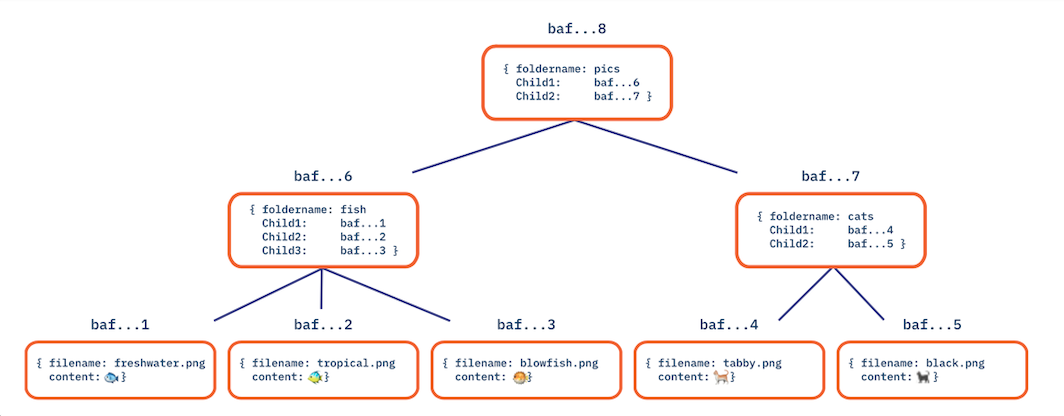 baf...8
{ foldername: pics
Child1: baf...6
Child2: baf...7 }
baf...6
baf...7
{ foldername: fish
Child1: baf...1
Child2: baf...2
Child3: baf...3 }
{ foldername: cats
Child1: baf...4
Child2: baf...5 }
baf...1
baf...2
baf...3
baf...4
baf...5
{ filename: freshwater.png
content: 🐟}
{ filename: tropical.png
content: 🐠}
{ filename: blowfish.png
content: 🐡}
{ filename: tabby.png
content: 🐈}
{ filename: black.png
content: 🐈‍⬛}